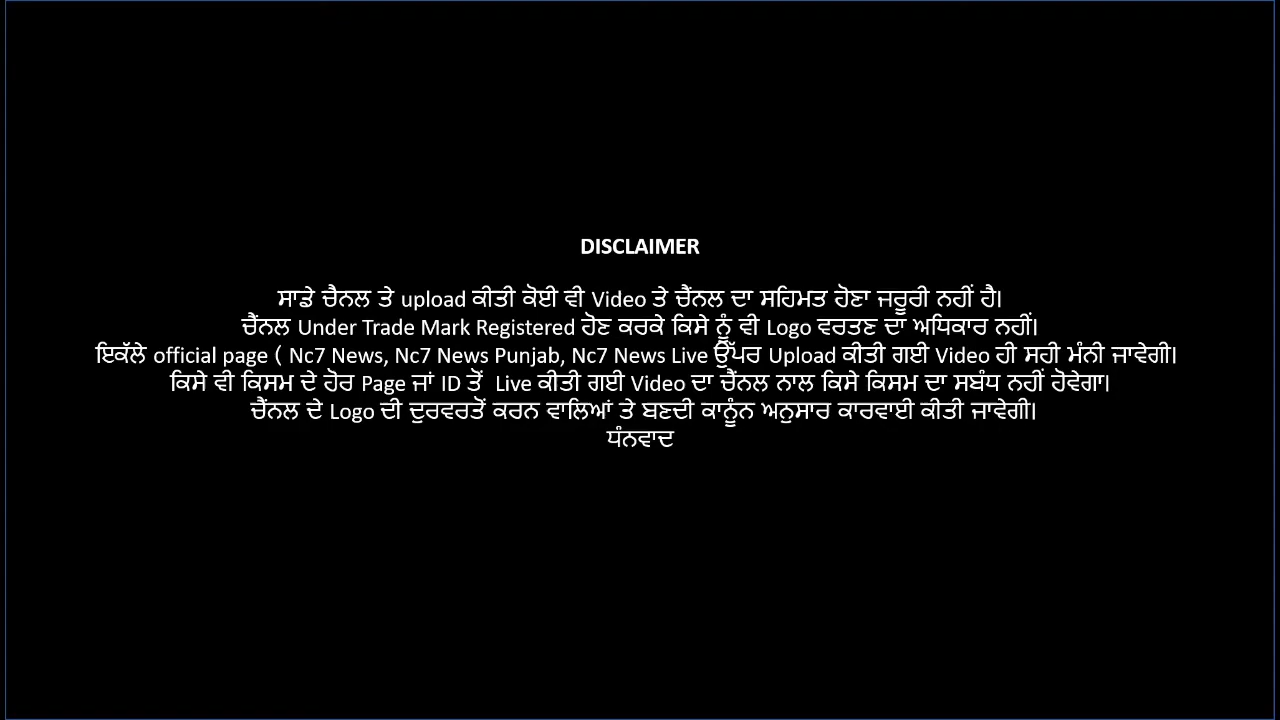 DISCLAIMER
ਸਾਡੇ ਚੈਨਲ ਤੇ upload ਕੀਤੀ ਕੋਈ ਵੀ Video ਤੇ ਚੈੱਨਲ ਦਾ ਸਹਿਮਤ ਹੋਣਾ ਜਰੂਰੀ ਨਹੀਂ ਹੈ।
ਚੈੱਨਲ Under Trade Mark Registered ਹੋਣ ਕਰਕੇ ਕਿਸੇ ਨੂੰ ਵੀ Logo ਵਰਤਣ ਦਾ ਅਧਿਕਾਰ ਨਹੀਂ।
ਇਕੱਲੇ official page ( Nc7 News, Nc7 News Punjab, Nc7 News Live ਉੱਪਰ Upload ਕੀਤੀ ਗਈ Video ਹੀ ਸਹੀ ਮੰਨੀ ਜਾਵੇਗੀ।
ਕਿਸੇ ਵੀ ਕਿਸਮ ਦੇ ਹੋਰ Page ਜਾਂ ID ਤੋਂ Live ਕੀਤੀ ਗਈ Video ਦਾ ਚੈੱਨਲ ਨਾਲ ਕਿਸੇ ਕਿਸਮ ਦਾ ਸਬੰਧ ਨਹੀਂ ਹੋਵੇਗਾ।
ਚੈੱਨਲ ਦੇ Logo ਦੀ ਦੁਰਵਰਤੋਂ ਕਰਨ ਵਾਲਿਆਂ ਤੇ ਬਣਦੀ ਕਾਨੂੰਨ ਅਨੁਸਾਰ ਕਾਰਵਾਈ ਕੀਤੀ ਜਾਵੇਗੀ।
ਧੰਨਵਾਦ